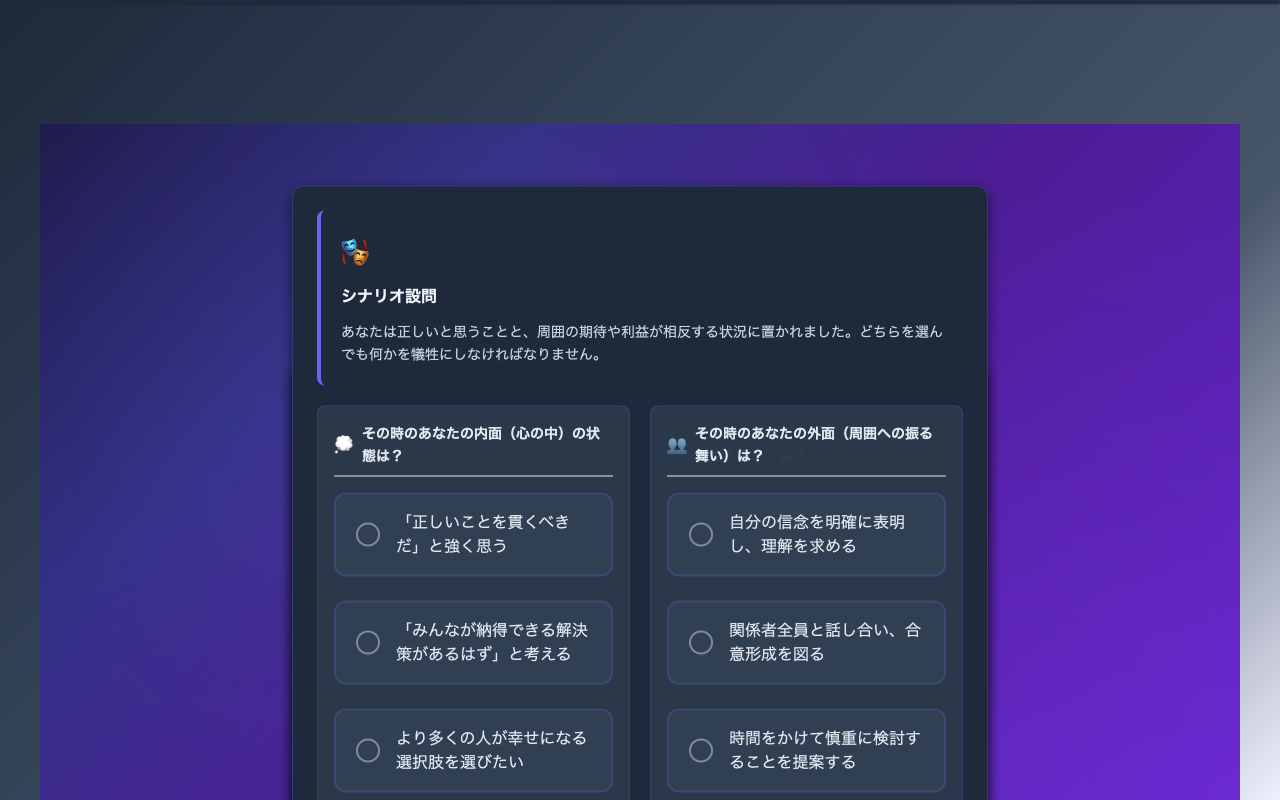 シナリオ設問
あなたは正しいと思うことと、周囲の期待や利益が相反する状況に置かれました。どちらを選ん
でも何かを犠牲にしなければなりません。
その時のあなたの内面（心の中）の状
態は？
「正しいことを貫くべき
だ」と強く思う
「みんなが納得できる解決
策があるはず」と考える
より多くの人が幸せになる
選択肢を選びたい
その時のあなたの外面（周囲への振る
舞い）は？
自分の信念を明確に表明
し、理解を求める
関係者全員と話し合い、合
意形成を図る
時間をかけて慎重に検討す
ることを提案する